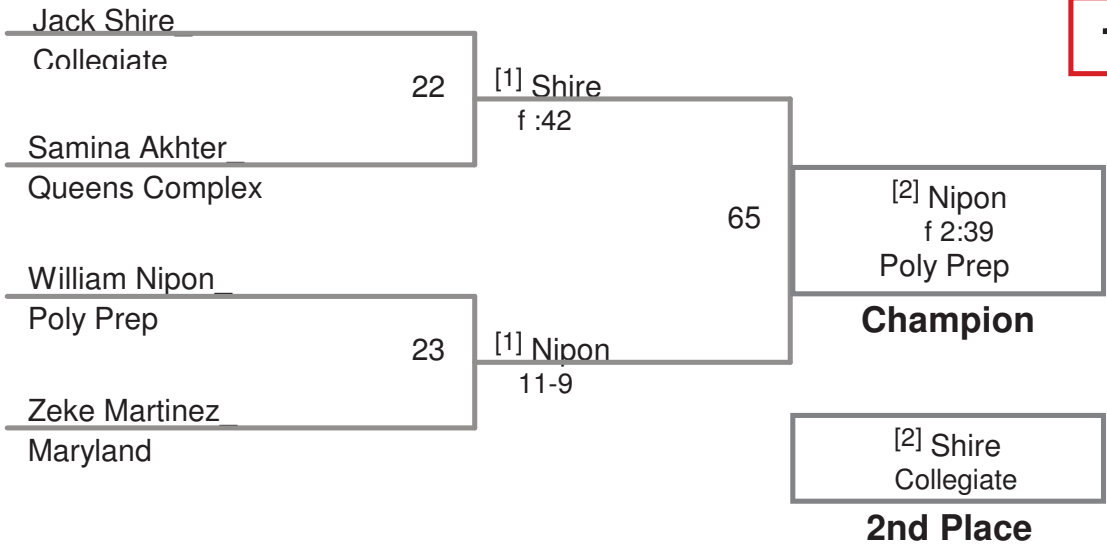 Jack Shire_
Collegiate
22
[1] Shire
f :42
Samina Akhter_
Queens Complex
65
[2] Nipon
f 2:39
Poly Prep
Champion
William Nipon_
Poly Prep
23
[1] Nipon
11-9
Zeke Martinez_
Maryland
[2] Shire
Collegiate
2nd Place